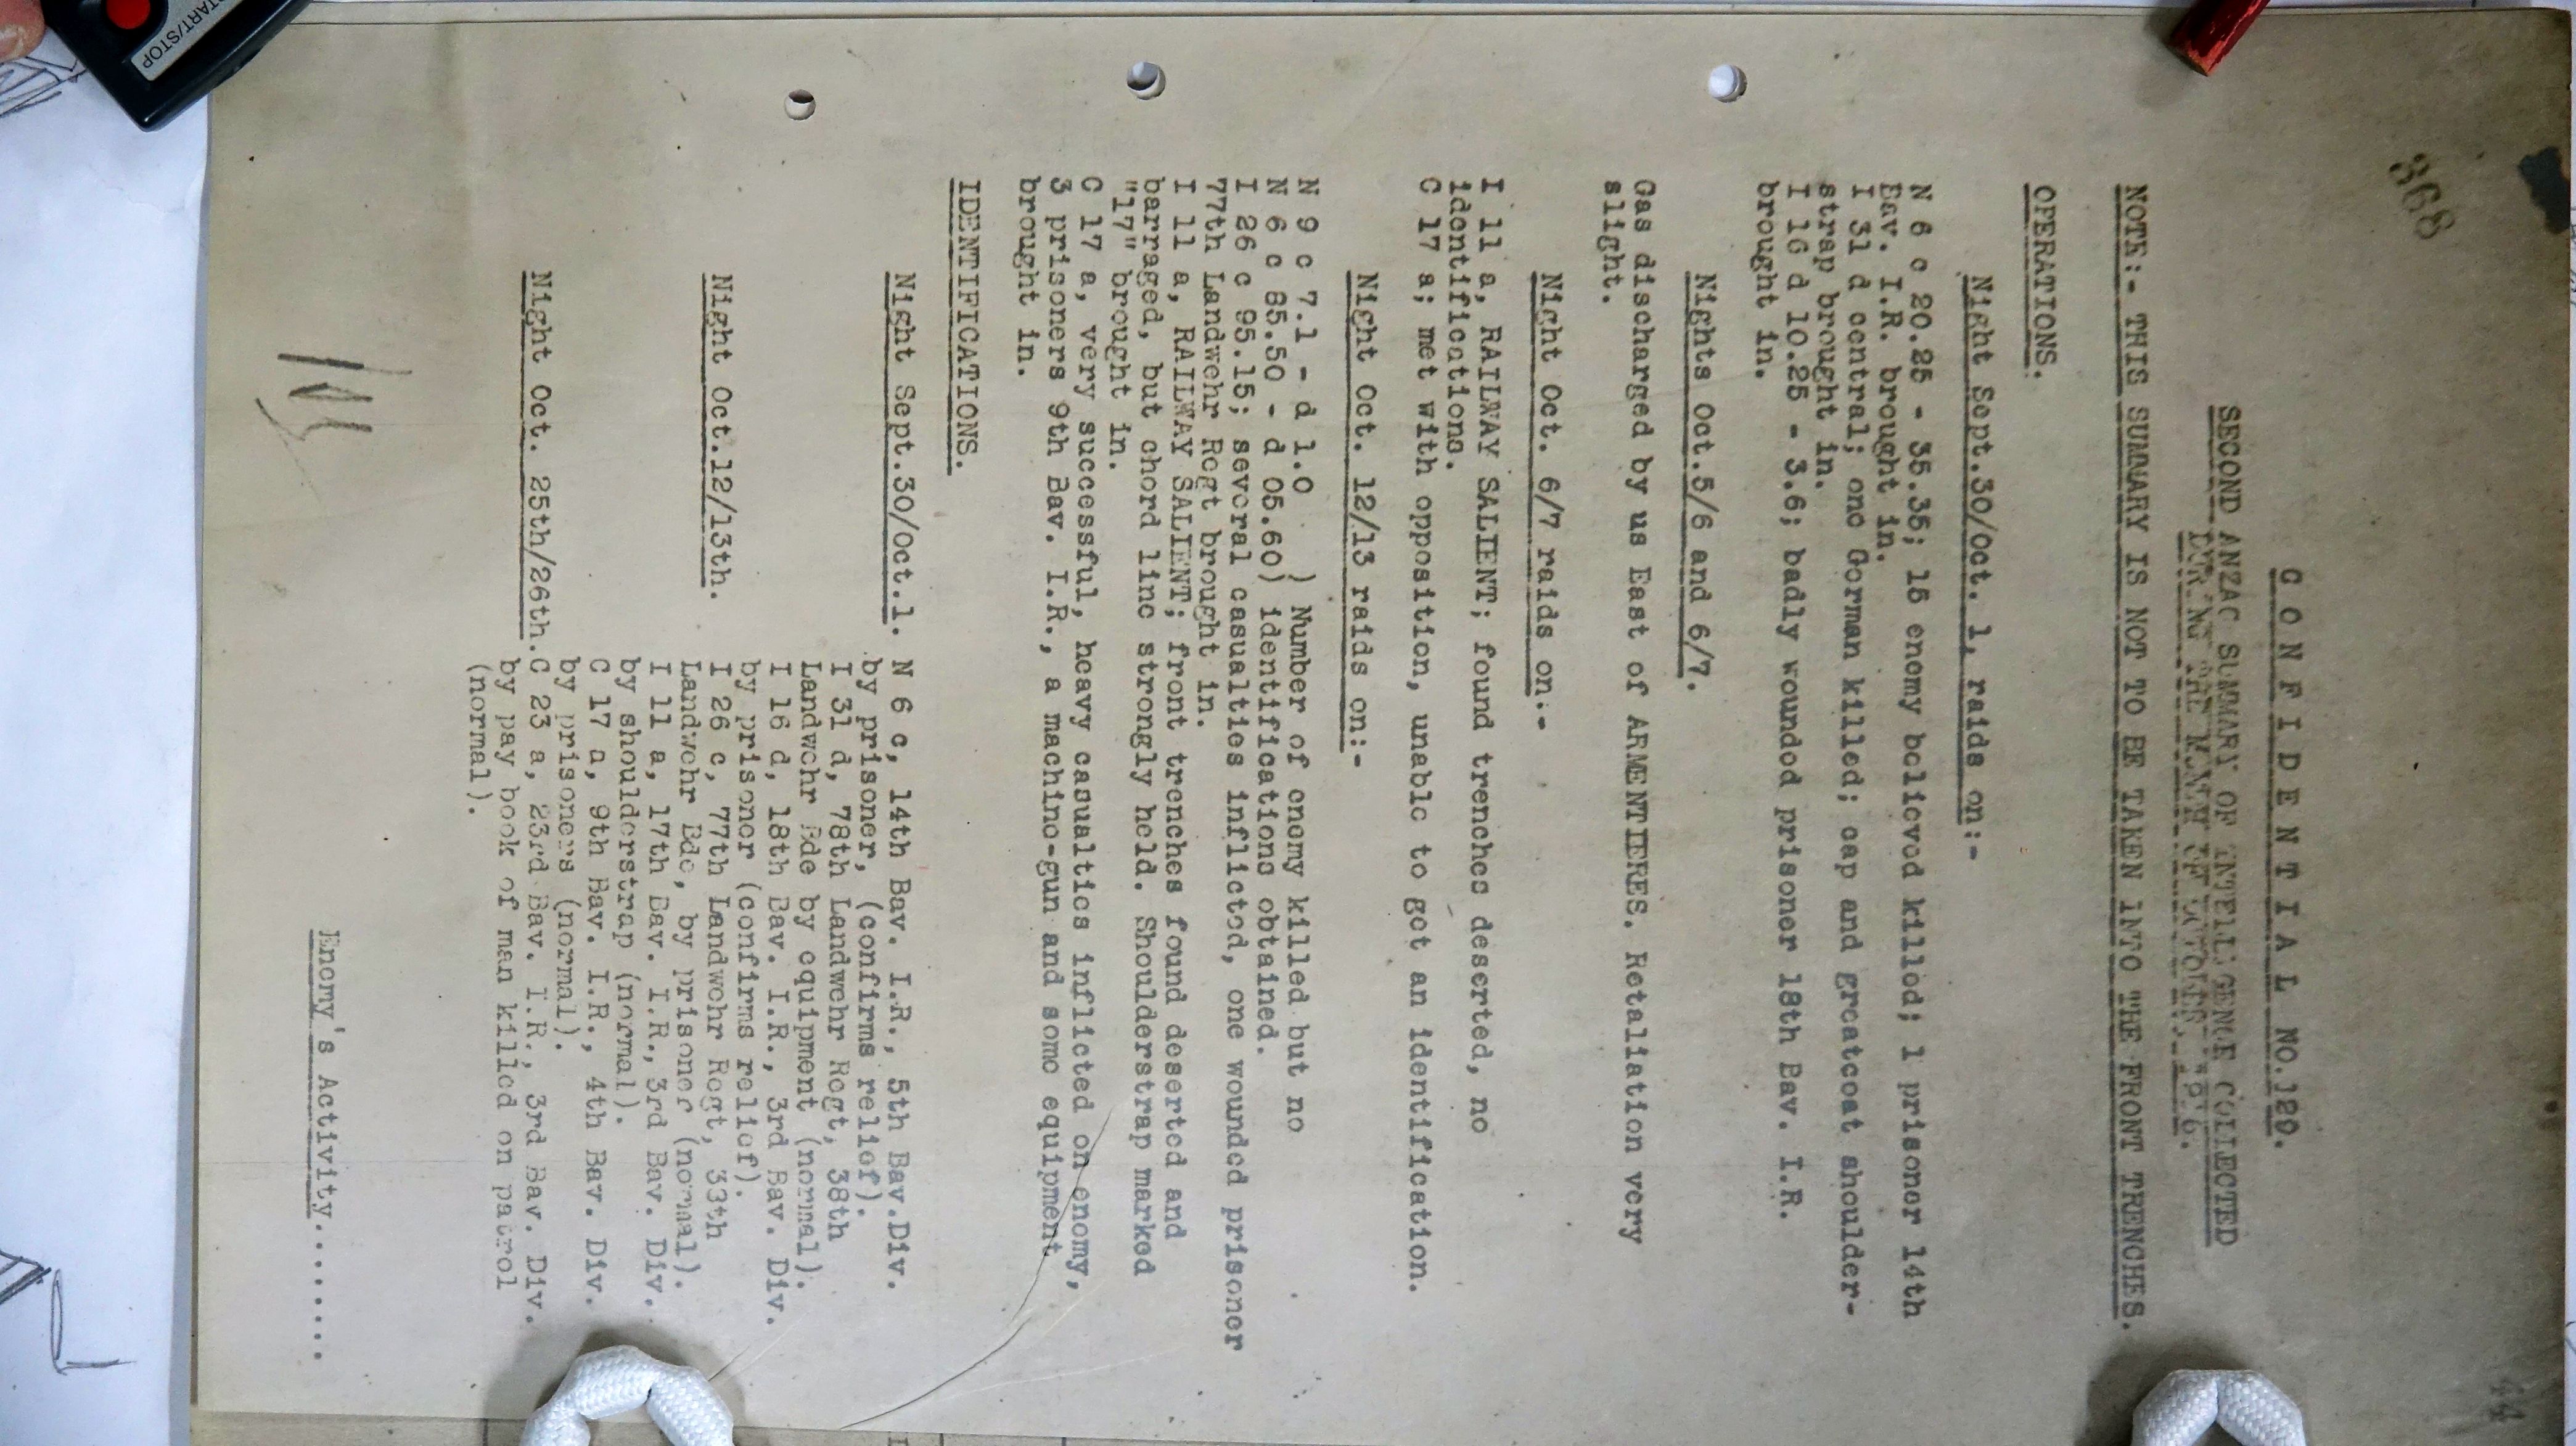 368
44
C O N F I D E N T I A L  NO.120.
SECOND ANZAC SUMMARY OF INTELLIGENCE COLLECTED
DURING THE MONTH OF OCTOBER, 1916.
NOTE:- THIS SUMMARY IS NOT TO BE TAKEN INTO THE FRONT TRENCHES.
OPERATIONS.
Night Sept.30/Oct. 1, raids on:-
N 6 c 20.25 - 35.35; 15 enemy believed killed; 1 prisoner 14th
Bav. I.R. brought in.
I 31 d central; one German killed; cap and greatcoat shoulder-
strap brought in.
I 16 d 10.25 - 3.6; badly wounded prisoner 18th Bav. I.R.
brought in.
Nights Oct.5/6 and 6/7.
Gas discharged by us East of ARMENTIERES. Retaliation very
slight.
Night Oct. 6/7 raids on:-
I 11 a, RAILWAY SALIENT; found trenches deserted, no
identifications.
C 17 a; met with opposition, unable to get an identification.
Night Oct. 12/13 raids on:-
N 9 c 7.1 - d 1.0 ) Number of enemy killed but no
N 6 c 85.50 - d 05.60) identifications obtained.
I 26 c 95.15; several casualties inflicted, one wounded prisoner
77th Landwehr Regt brought in.
I 11 a, RAILWAY SALIENT; front trenches found deserted and
barraged, but chord line strongly held. Shoulderstrap marked
"17" brought in.
C 17 a, very successful, heavy casualties inflicted on enemy,
3 prisoners 9th Bav. I.R., a machine-gun and some equipment
brought in.
IDENTIFICATIONS.
Night Sept.30/Oct.1. N 6 c, 14th Bav. I.R., 5th Bav.Div.
by prisoner, (confirms relief).
I 31 d, 78th Landwehr Regt, 38th
Landwehr Bde by equipment (normal).
I 16 d, 18th Bav. I.R., 3rd Bav. Div.
by prisoner (confirms relief).
Night Oct.12/13th. I 26 c, 77th Landwehr Regt, 33th
Landwehr Bde, by prisoner (normal).
I 11 a, 17th Bav. I.R., 3rd Bav. Div.
by shoulderstrap (normal).
C 17 a, 9th Bav. I.R., 4th Bav. Div.
by prisoners (normal).
Night Oct. 25th/26th. C 23 a, 23rd Bav. I.R., 3rd Bav. Div.
by pay book of man killed on patrol
(normal).
Enemy's Activity.......
START/STOP